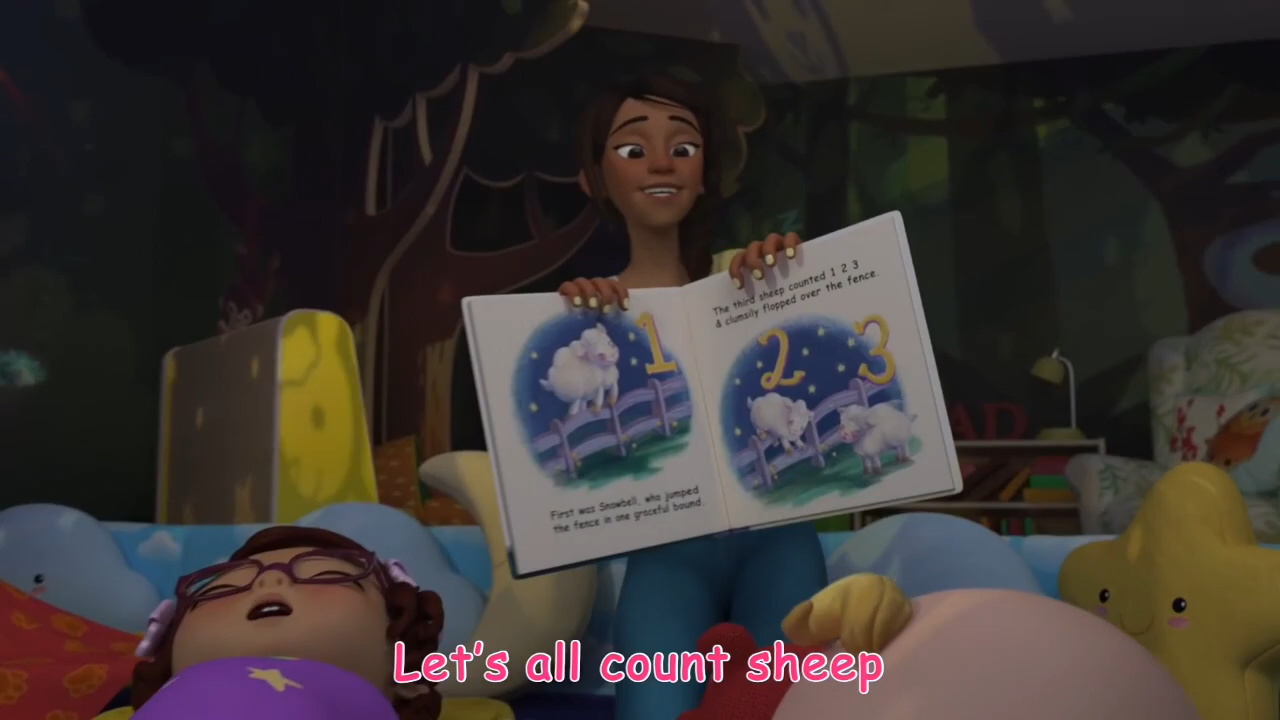 1
First was Snowbell, who jumped
the fence in one graceful bound.
The third sheep counted 1 2 3
& clumsily flopped over the fence.
2 3
AD
Let's all count sheep